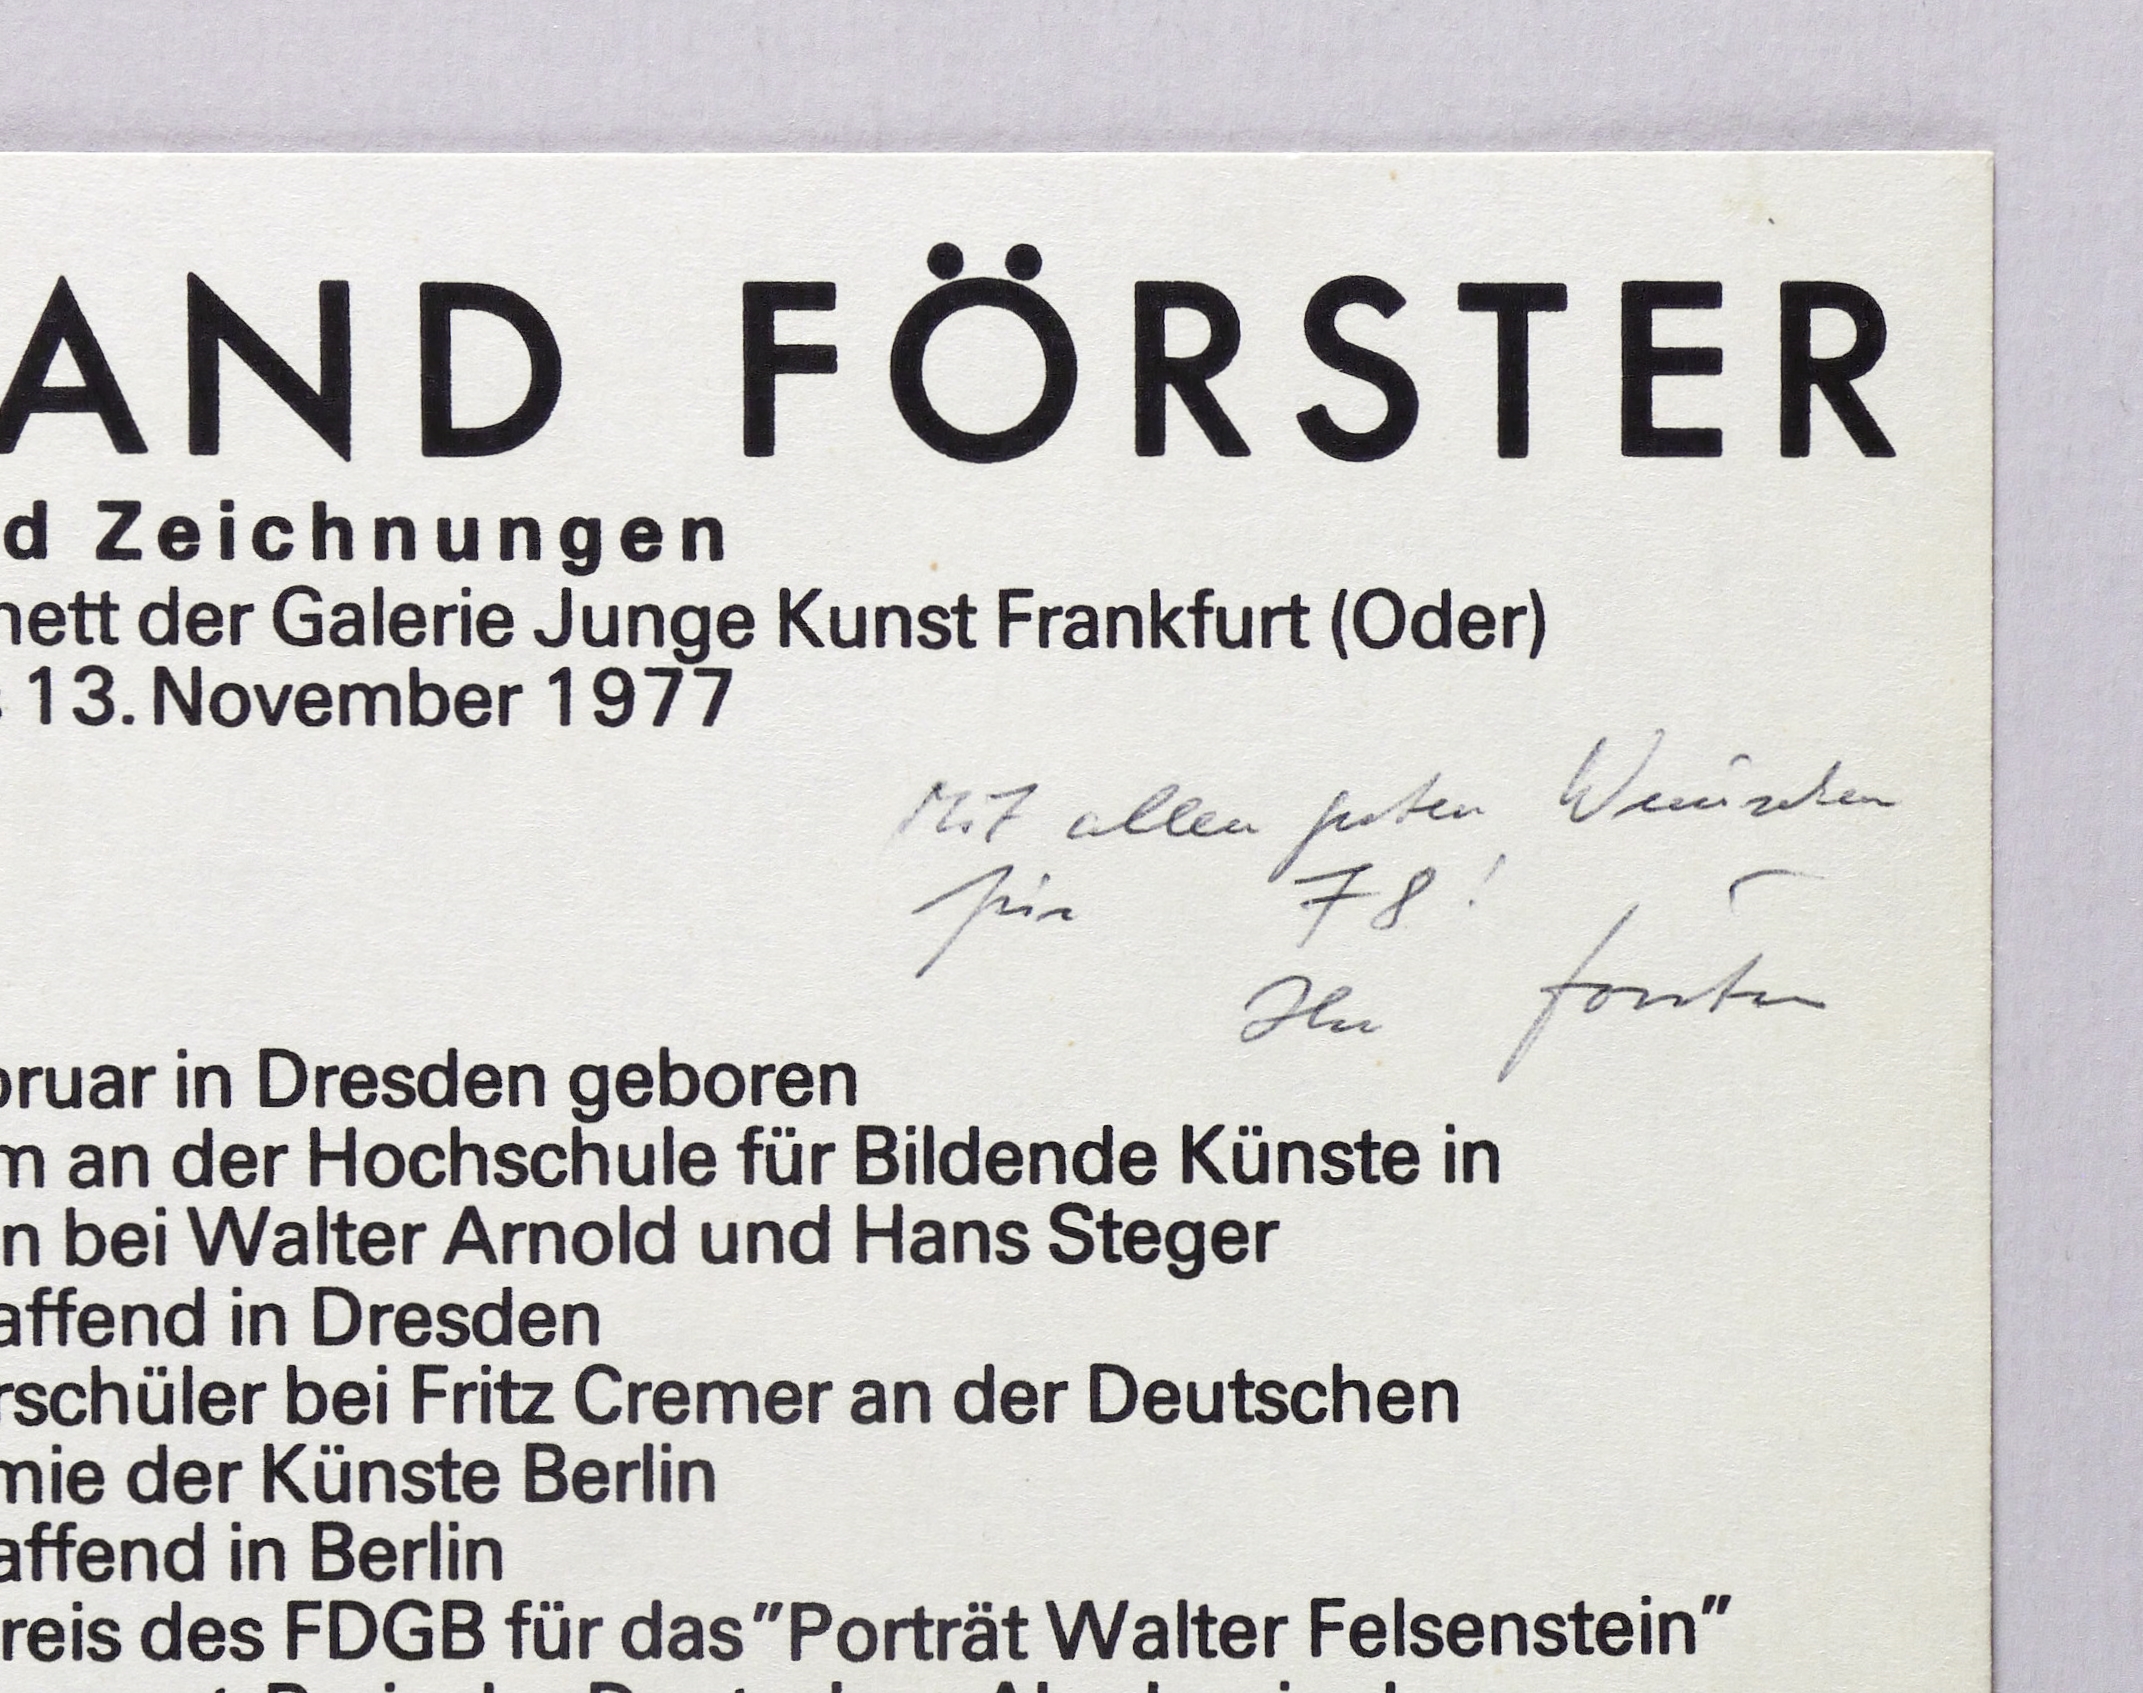 AND FÖRSTER
d Zeichnungen
nett der Galerie Junge Kunst Frankfurt (Oder)
s 13. November 1977
Mit allen guten Wünschen
für 78!
Ihr Förster
bruar in Dresden geboren
m an der Hochschule für Bildende Künste in
n bei Walter Arnold und Hans Steger
affend in Dresden
rschüler bei Fritz Cremer an der Deutschen
mie der Künste Berlin
affend in Berlin
reis des FDGB für das "Porträt Walter Felsenstein"